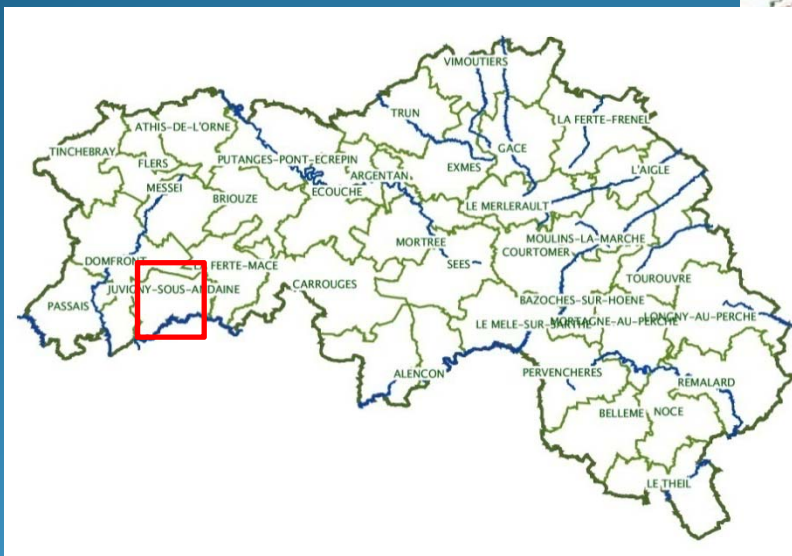 VIMOUTIERS
TRUN
LA FERTE-FRENEL
ATHIS-DE-L'ORNE
TINCHEBRAY
GACE
FLERS
PUTANGES-PONT-ECREPIN
EXMES
L'AIGLE
ARGENTAN
MESSEI
ECOUCHE
BRIOUZE
LE MERLERAULT
MORTREE
MOULINS-LA-MARCHE
COURTOMER
DOMFRONT
FERTE-MACE
SEES
TOUROUVRE
CARROUGES
JUVIGNY-SOUS-ANDAINE
BAZOCHES-SUR-HOENE
PASSAIS
LONGNY-AU-PERCHE
LE MELE-SUR-SARTHE
MORTAGNE-AU-PERCHE
ALENCON
PERVENCHERES
REMALARD
BELLEME
NOCE
LE THEIL